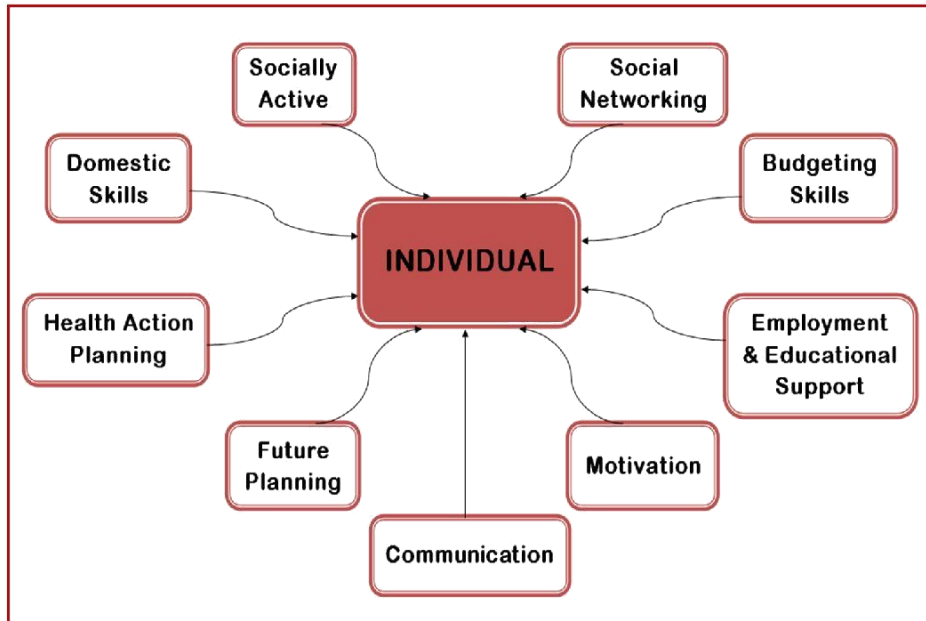 Socially
Active
Social
Networking
Domestic
Skills
Budgeting
Skills
INDIVIDUAL
Health Action
Planning
Employment
& Educational
Support
Future
Planning
Motivation
Communication